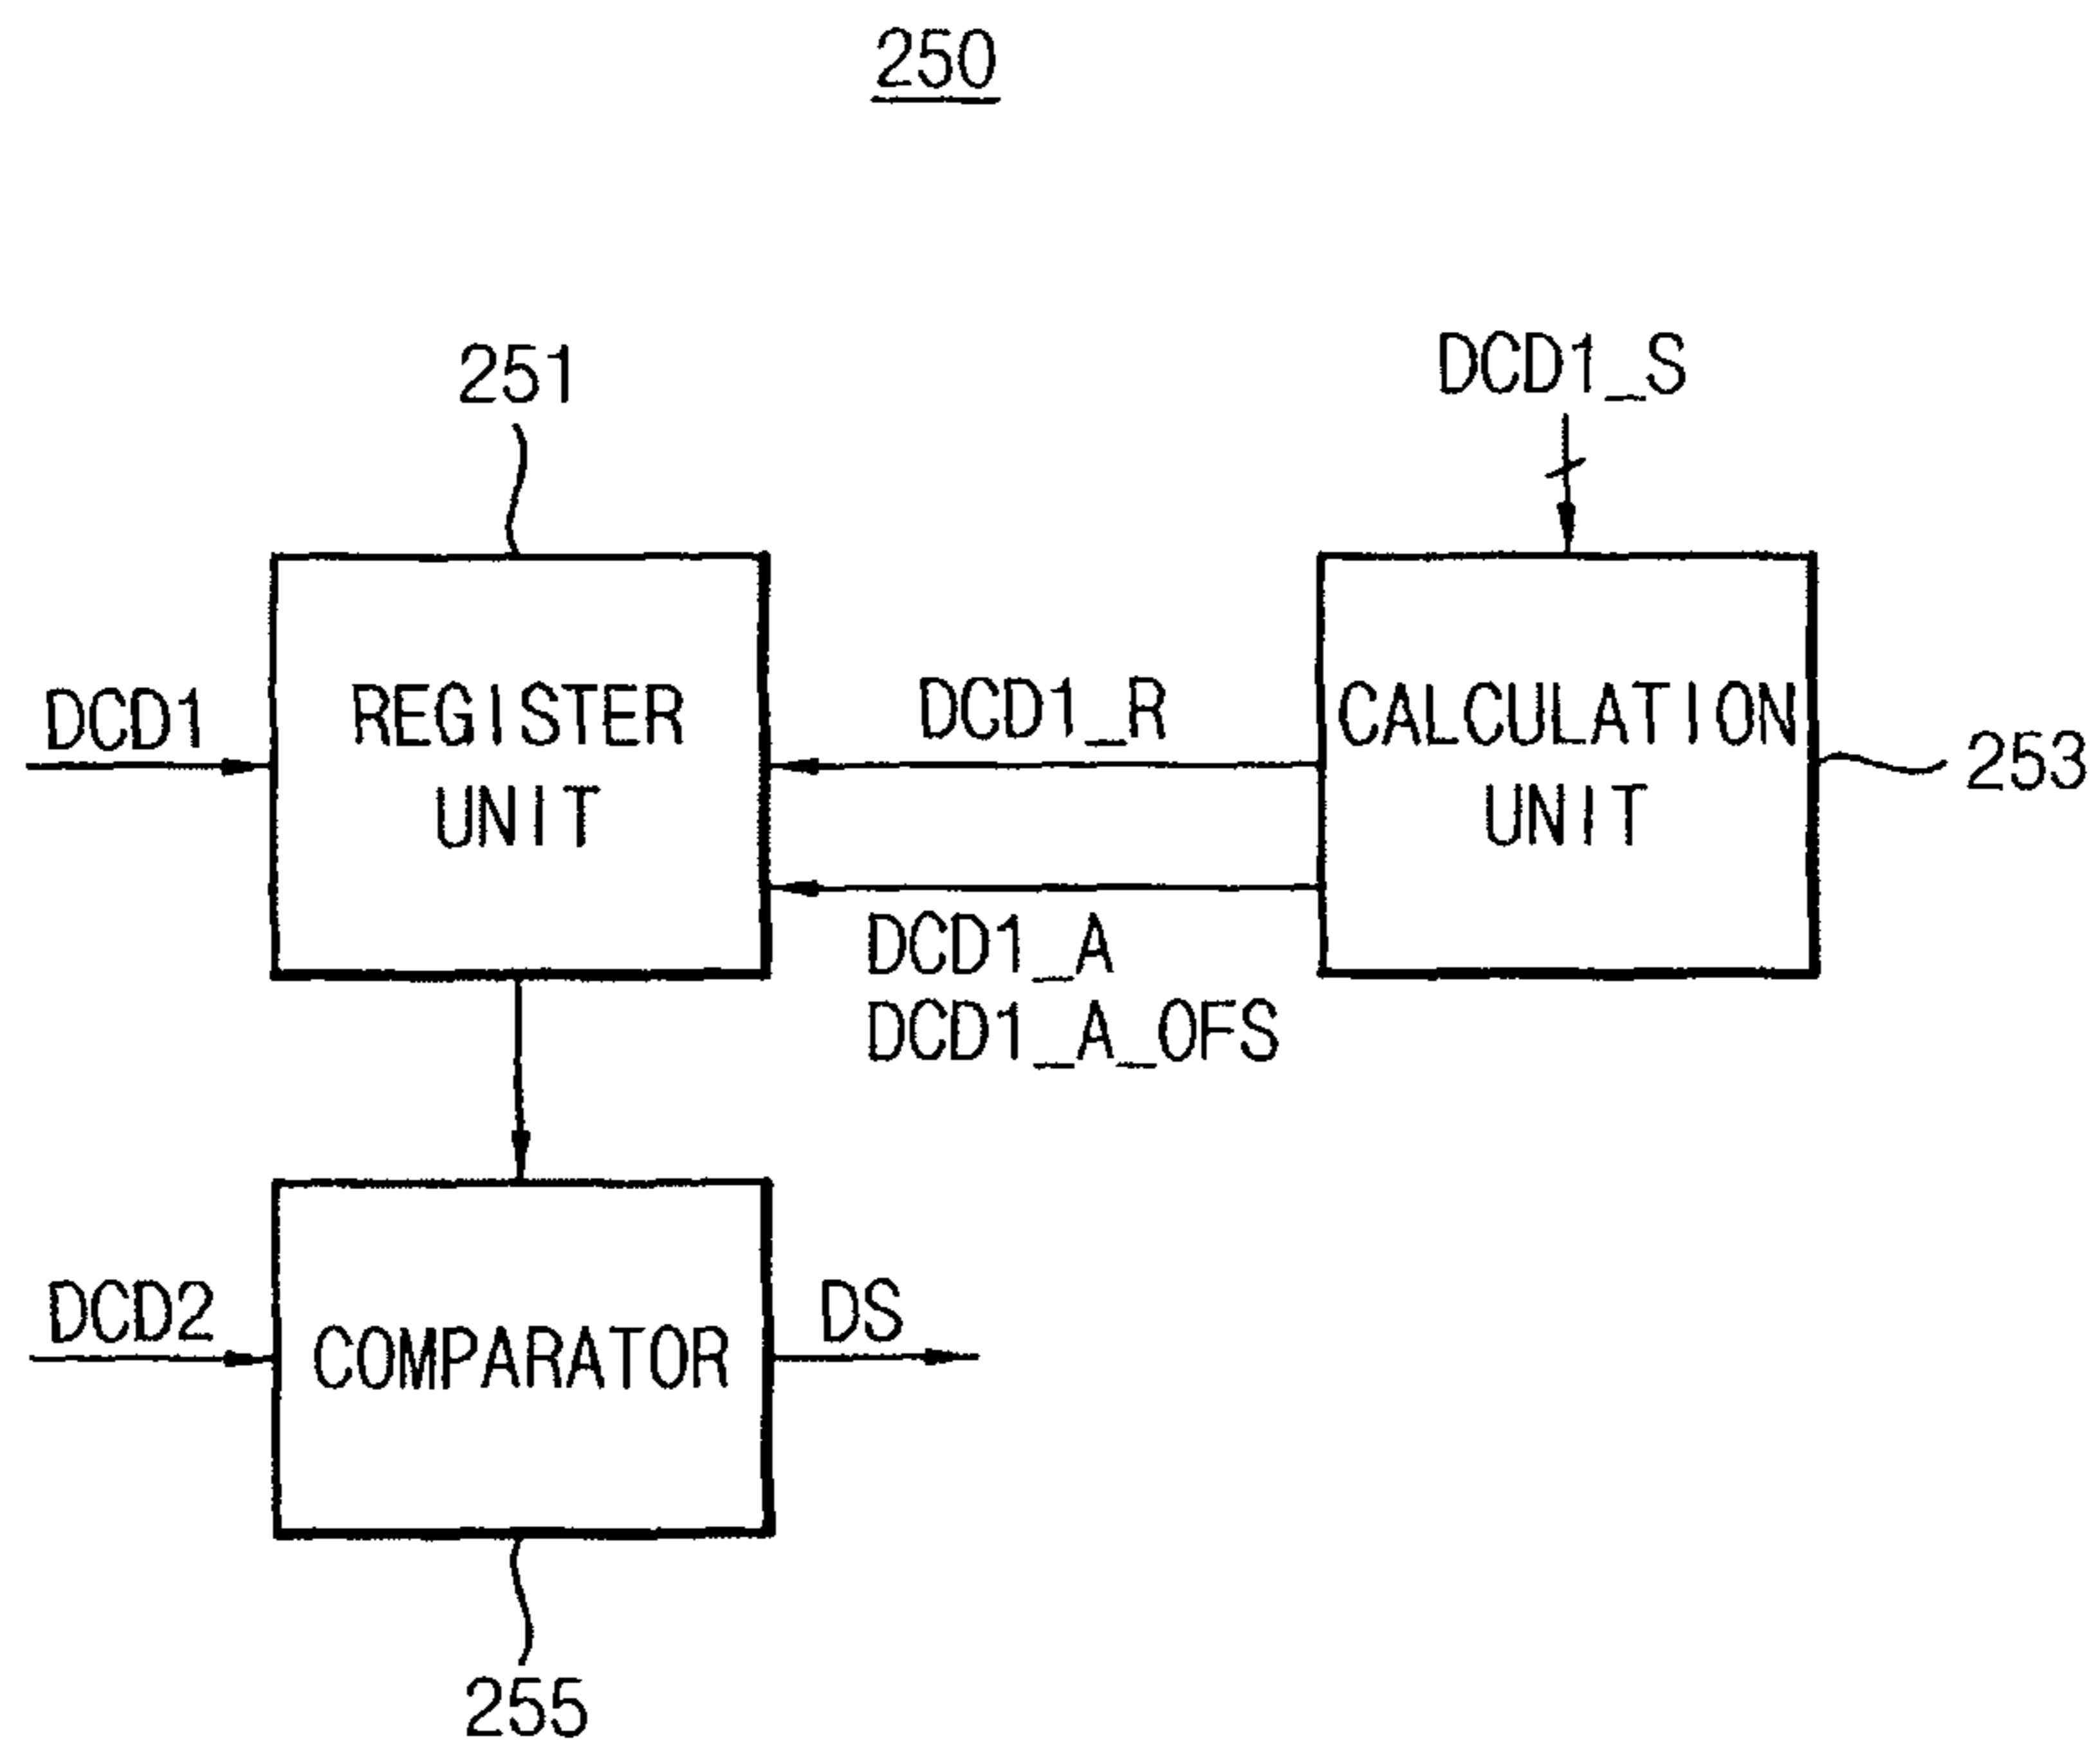 250
251
DCD1_S
DCD1
REGISTER
UNIT
DCD1_R
CALCULATION
UNIT
253
DCD1_A
DCD1_A_OFS
DCD2
COMPARATOR
DS
255